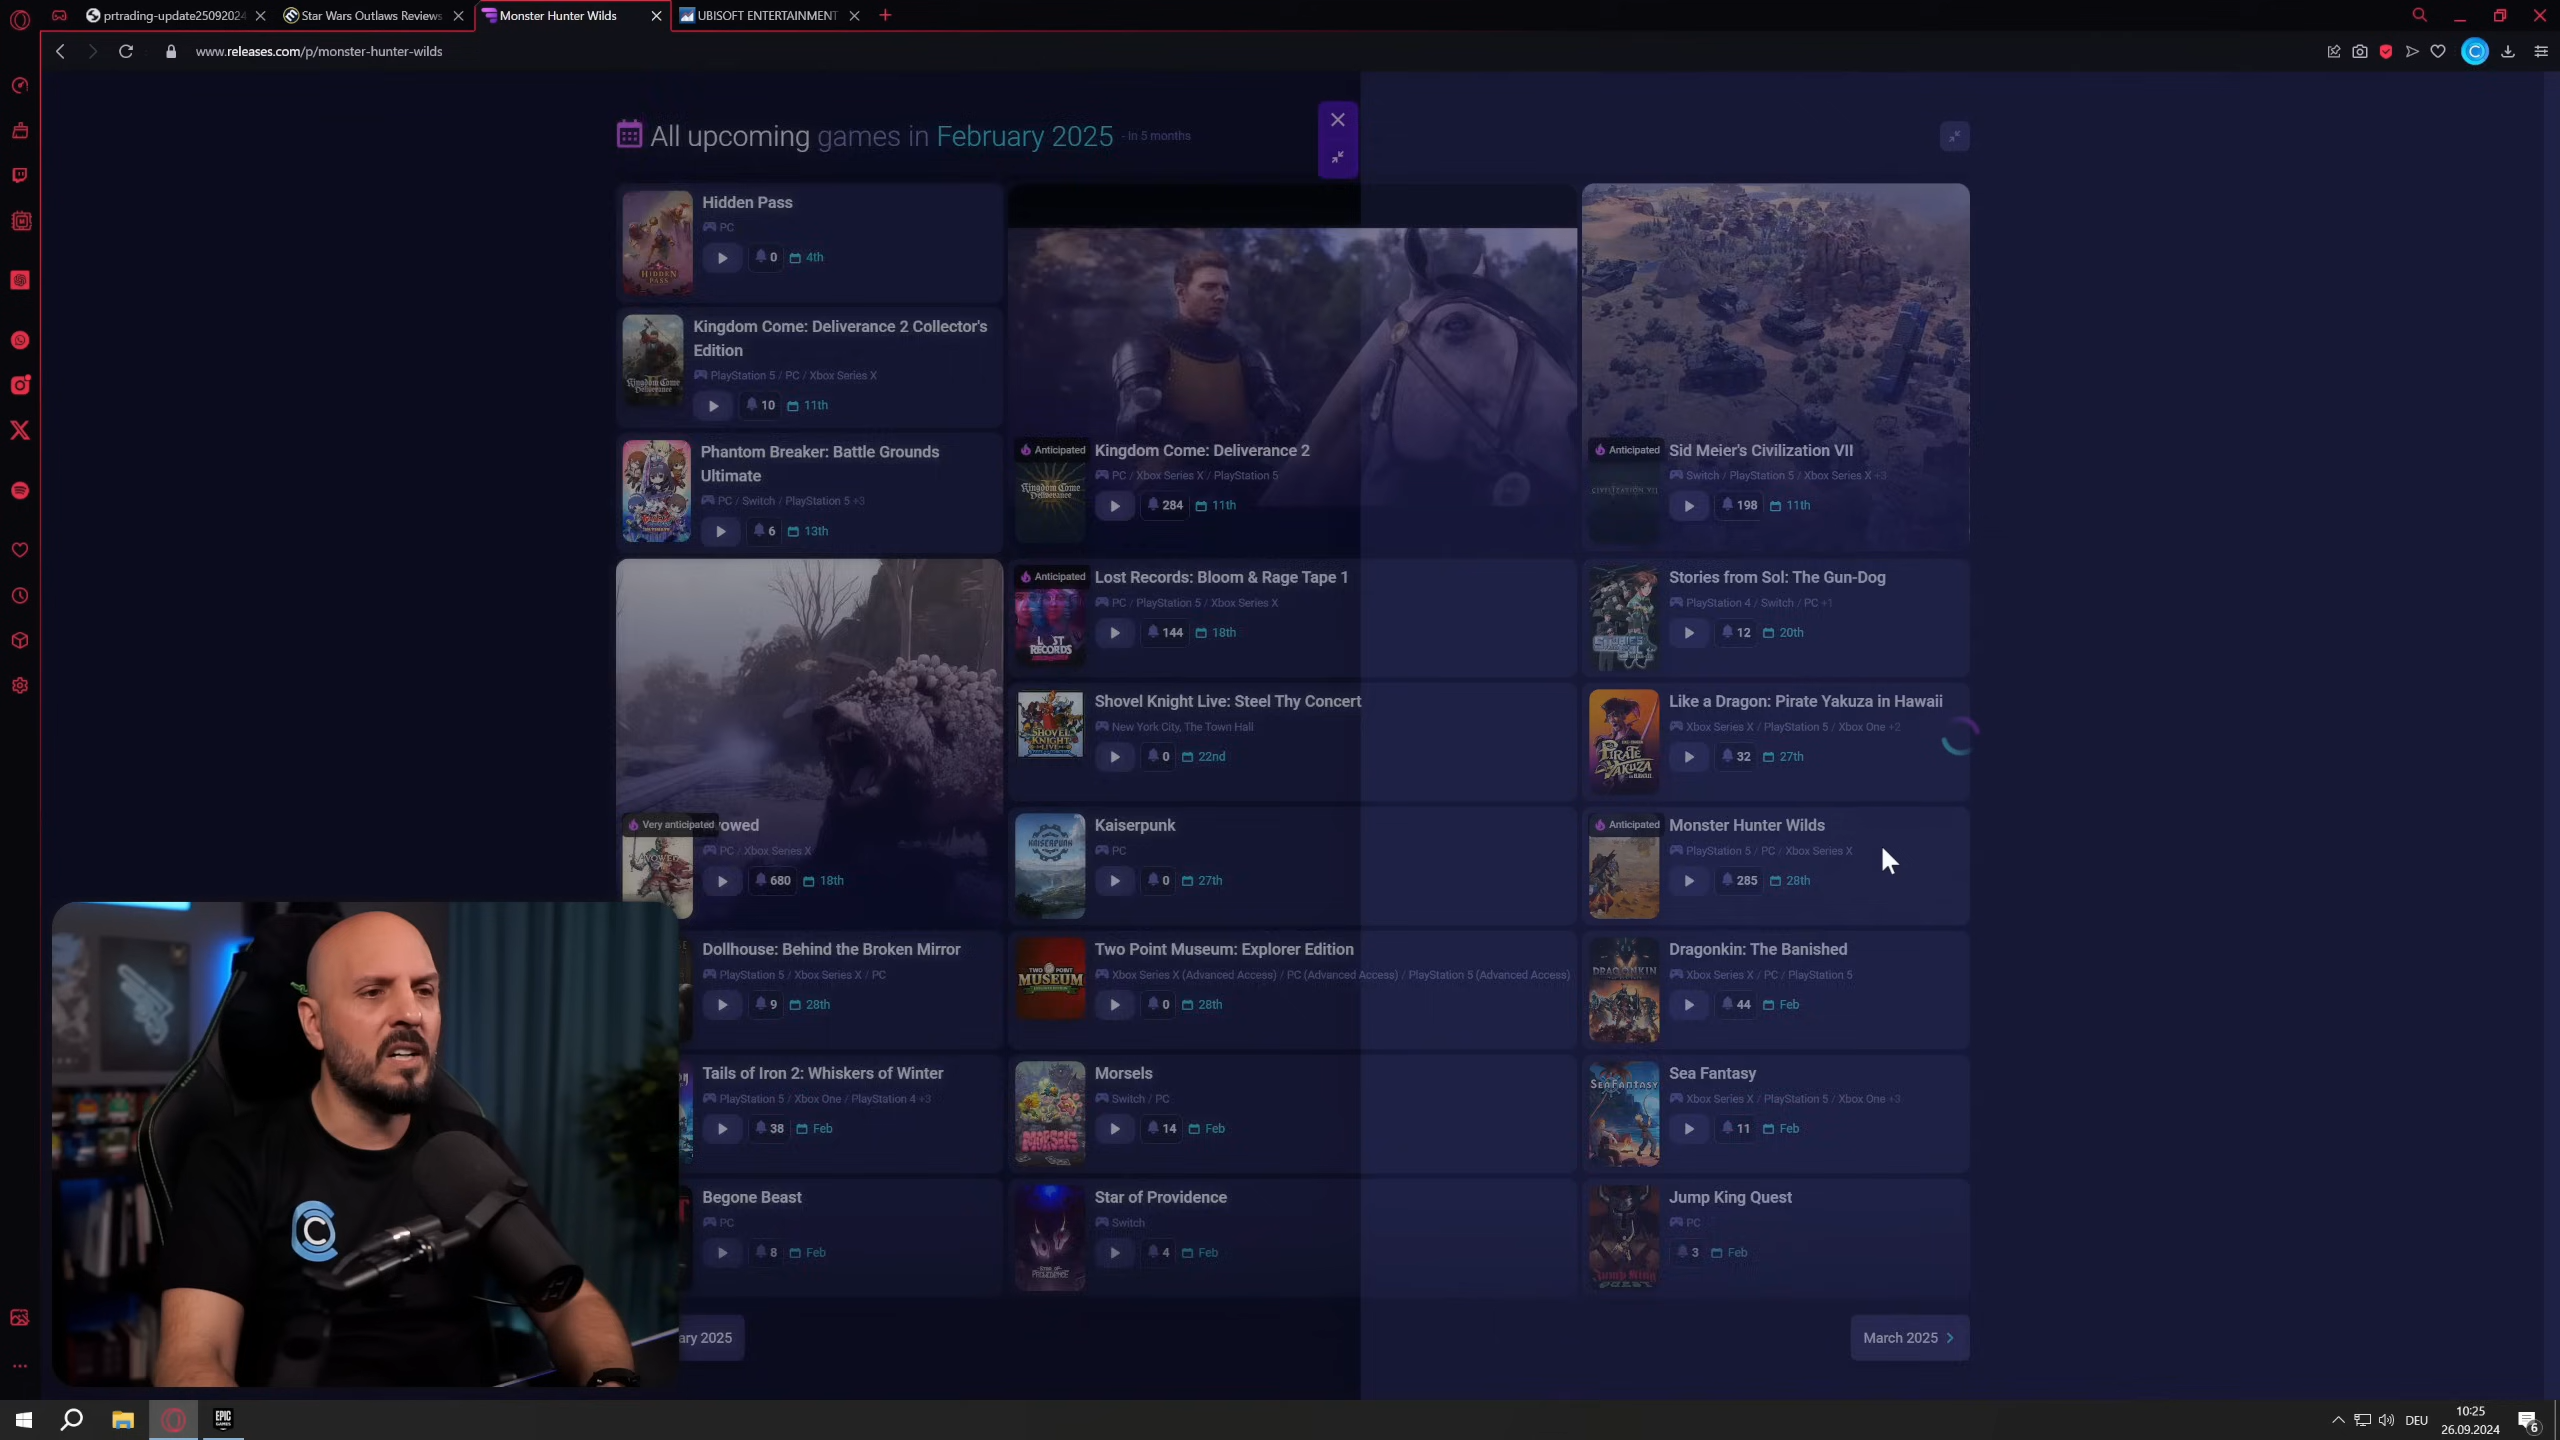 prtrading-update25092024
Star Wars Outlaws Reviews
Monster Hunter Wilds
UBISOFT ENTERTAINMENT
www.releases.com/p/monster-hunter-wilds
All upcoming games in February 2025 - In 5 months
Hidden Pass
PC
0 4th
Kingdom Come: Deliverance 2 Collector's
Edition
PlayStation 5 / PC / Xbox Series X
10 11th
Phantom Breaker: Battle Grounds
Ultimate
PC / Switch / PlayStation 5 +3
6 13th
Anticipated
Kingdom Come: Deliverance 2
PC / Xbox Series X / PlayStation 5
284 11th
Anticipated
Sid Meier's Civilization VII
Switch / PlayStation 5 / Xbox Series X +3
198 11th
Very anticipated
owed
PC / Xbox Series X
680 18th
Anticipated
Lost Records: Bloom & Rage Tape 1
PC / PlayStation 5 / Xbox Series X
144 18th
Stories from Sol: The Gun-Dog
PlayStation 4 / Switch / PC +1
12 20th
Shovel Knight Live: Steel Thy Concert
New York City, The Town Hall
0 22nd
Like a Dragon: Pirate Yakuza in Hawaii
Xbox Series X / PlayStation 5 / Xbox One +2
32 27th
Kaiserpunk
PC
0 27th
Anticipated
Monster Hunter Wilds
PlayStation 5 / PC / Xbox Series X
285 28th
Dollhouse: Behind the Broken Mirror
PlayStation 5 / Xbox Series X / PC
9 28th
Two Point Museum: Explorer Edition
Xbox Series X (Advanced Access) / PC (Advanced Access) / PlayStation 5 (Advanced Access)
0 28th
Dragonkin: The Banished
Xbox Series X / PC / PlayStation 5
44 Feb
Tails of Iron 2: Whiskers of Winter
PlayStation 5 / Xbox One / PlayStation 4 +3
38 Feb
Morsels
Switch / PC
14 Feb
Sea Fantasy
Xbox Series X / PlayStation 5 / Xbox One +3
11 Feb
Begone Beast
PC
8 Feb
Star of Providence
Switch
4 Feb
Jump King Quest
PC
3 Feb
ary 2025
March 2025
C
EPIC
GAMES
DEU
10:25
26.09.2024
6